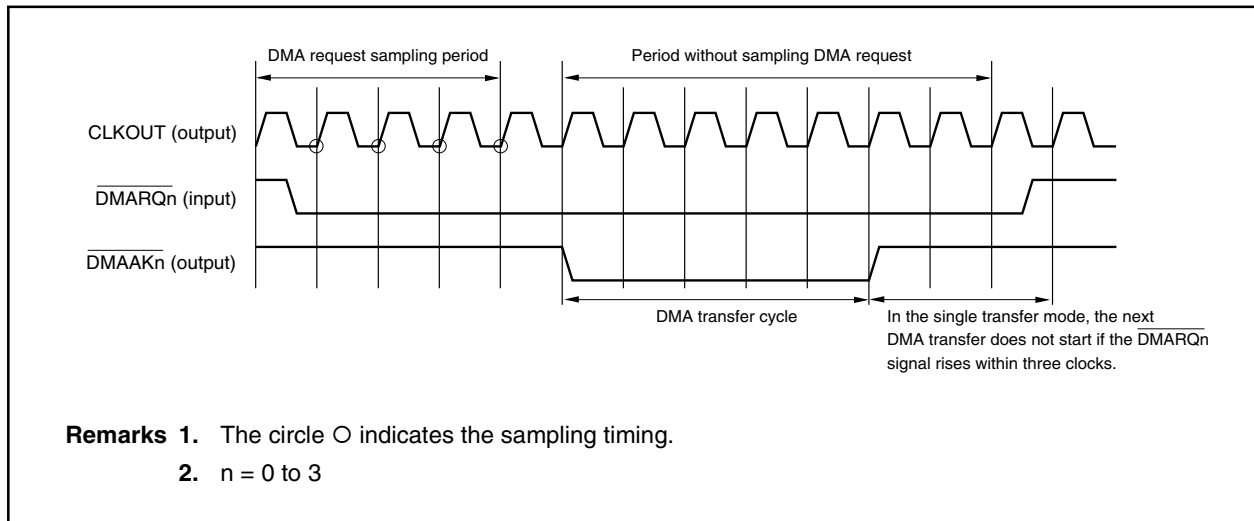 DMA request sampling period
Period without sampling DMA request
CLKOUT (output)
DMARQn (input)
DMAAKn (output)
DMA transfer cycle
In the single transfer mode, the next
DMA transfer does not start if the DMARQn
signal rises within three clocks.
Remarks 1. The circle ○ indicates the sampling timing.
2. n = 0 to 3